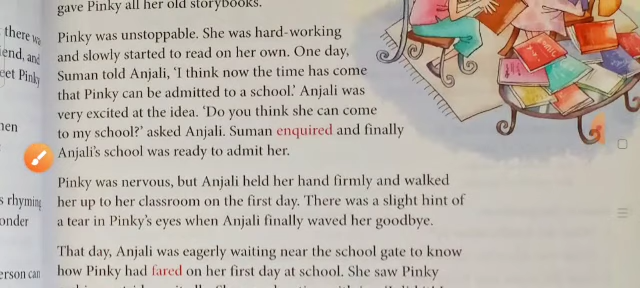 gave Pinky all her old storybooks.
Pinky was unstoppable. She was hard-working
and slowly started to read on her own. One day,
Suman told Anjali, 'I think now the time has come
that Pinky can be admitted to a school.' Anjali was
very excited at the idea. 'Do you think she can come
to my school?' asked Anjali. Suman enquired and finally
Anjali's school was ready to admit her.
Pinky was nervous, but Anjali held her hand firmly and walked
her up to her classroom on the first day. There was a slight hint of
a tear in Pinky's eyes when Anjali finally waved her goodbye.
That day, Anjali was eagerly waiting near the school gate to know
how Pinky had fared on her first day at school. She saw Pinky
there
and
Pinky
rhyming
erson can